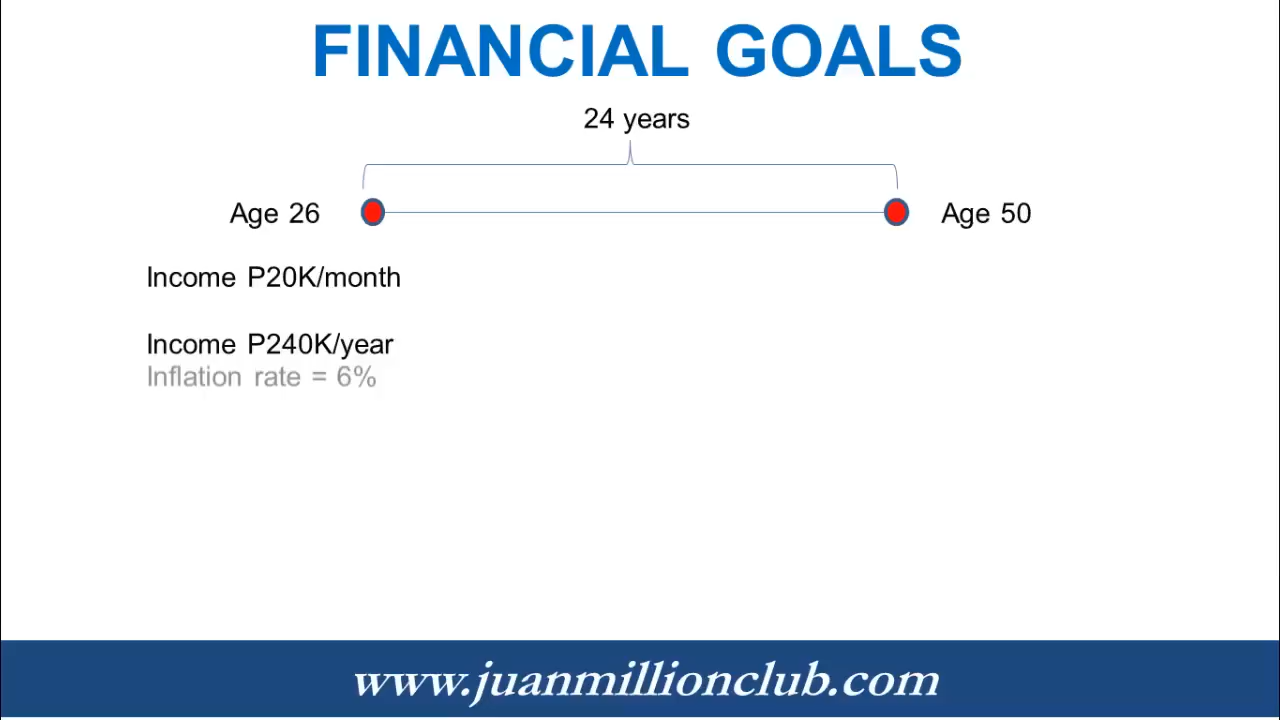 FINANCIAL GOALS
24 years
Age 26
Age 50
Income P20K/month
Income P240K/year
Inflation rate = 6%
www.juanmillionclub.com